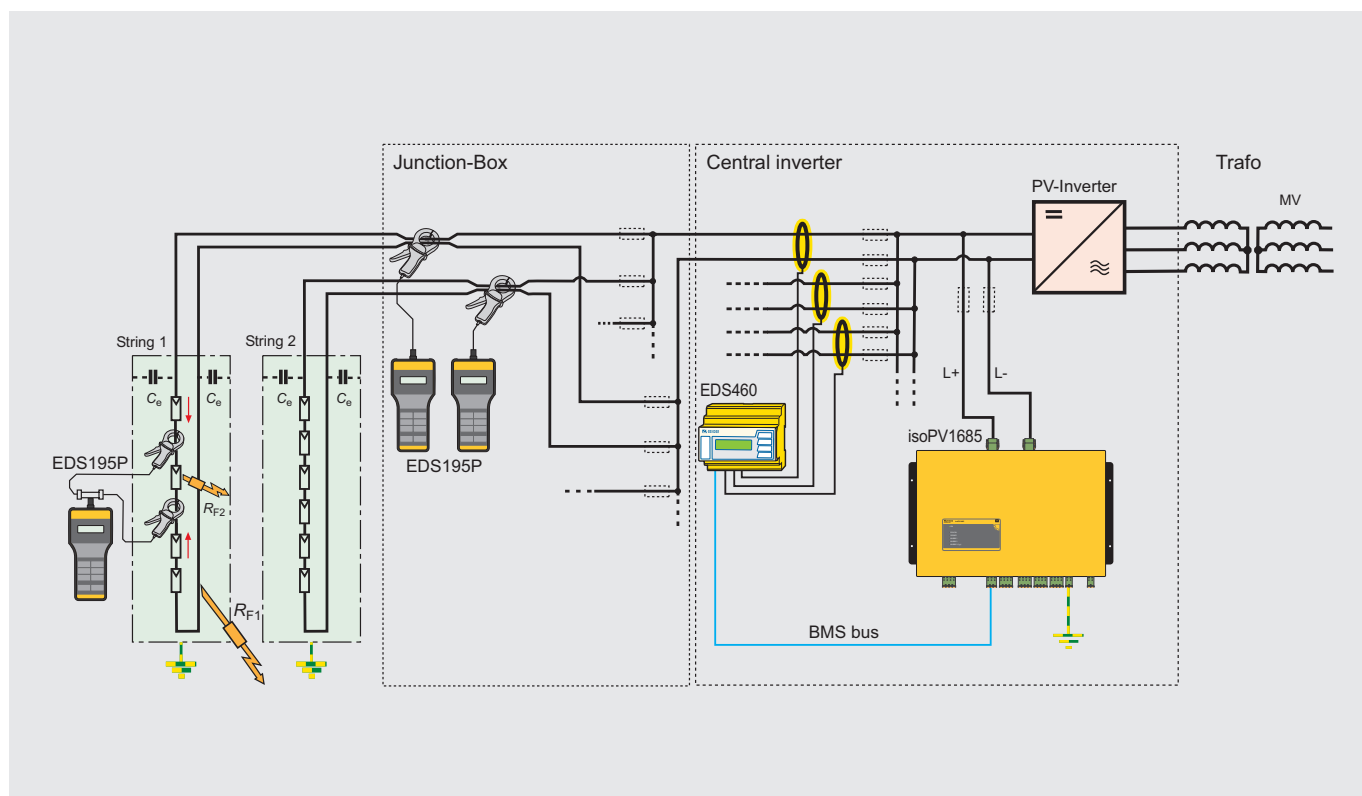 Junction-Box
Central inverter
Trafo
PV-Inverter
MV
String 1
String 2
Ce
Ce
Ce
Ce
L+
L-
EDS460
isoPV1685
EDS195P
EDS195P
RF2
RF1
BMS bus